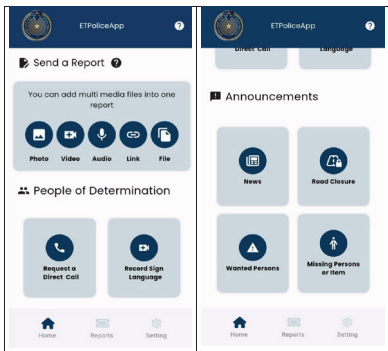 ETPoliceApp
Send a Report
You can add multi media files into one
report
Photo Video Audio Link File
People of Determination
Request a
Direct Call
Record Sign
Language
Home Reports Setting
ETPoliceApp
Direct Call
Language
Announcements
News
Road Closure
Wanted Persons
Missing Persons
or Item
Home Reports Setting